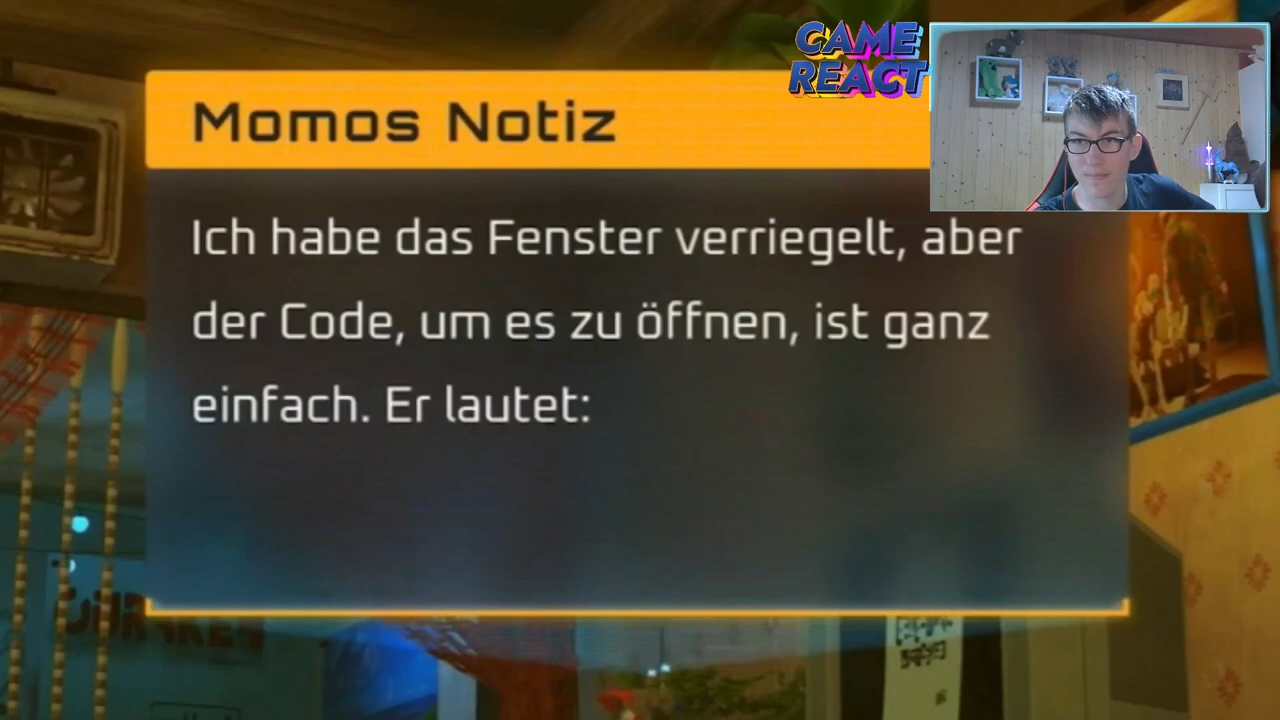 GAME
REACT
Momos Notiz
Ich habe das Fenster verriegelt, aber
der Code, um es zu öffnen, ist ganz
einfach. Er lautet: